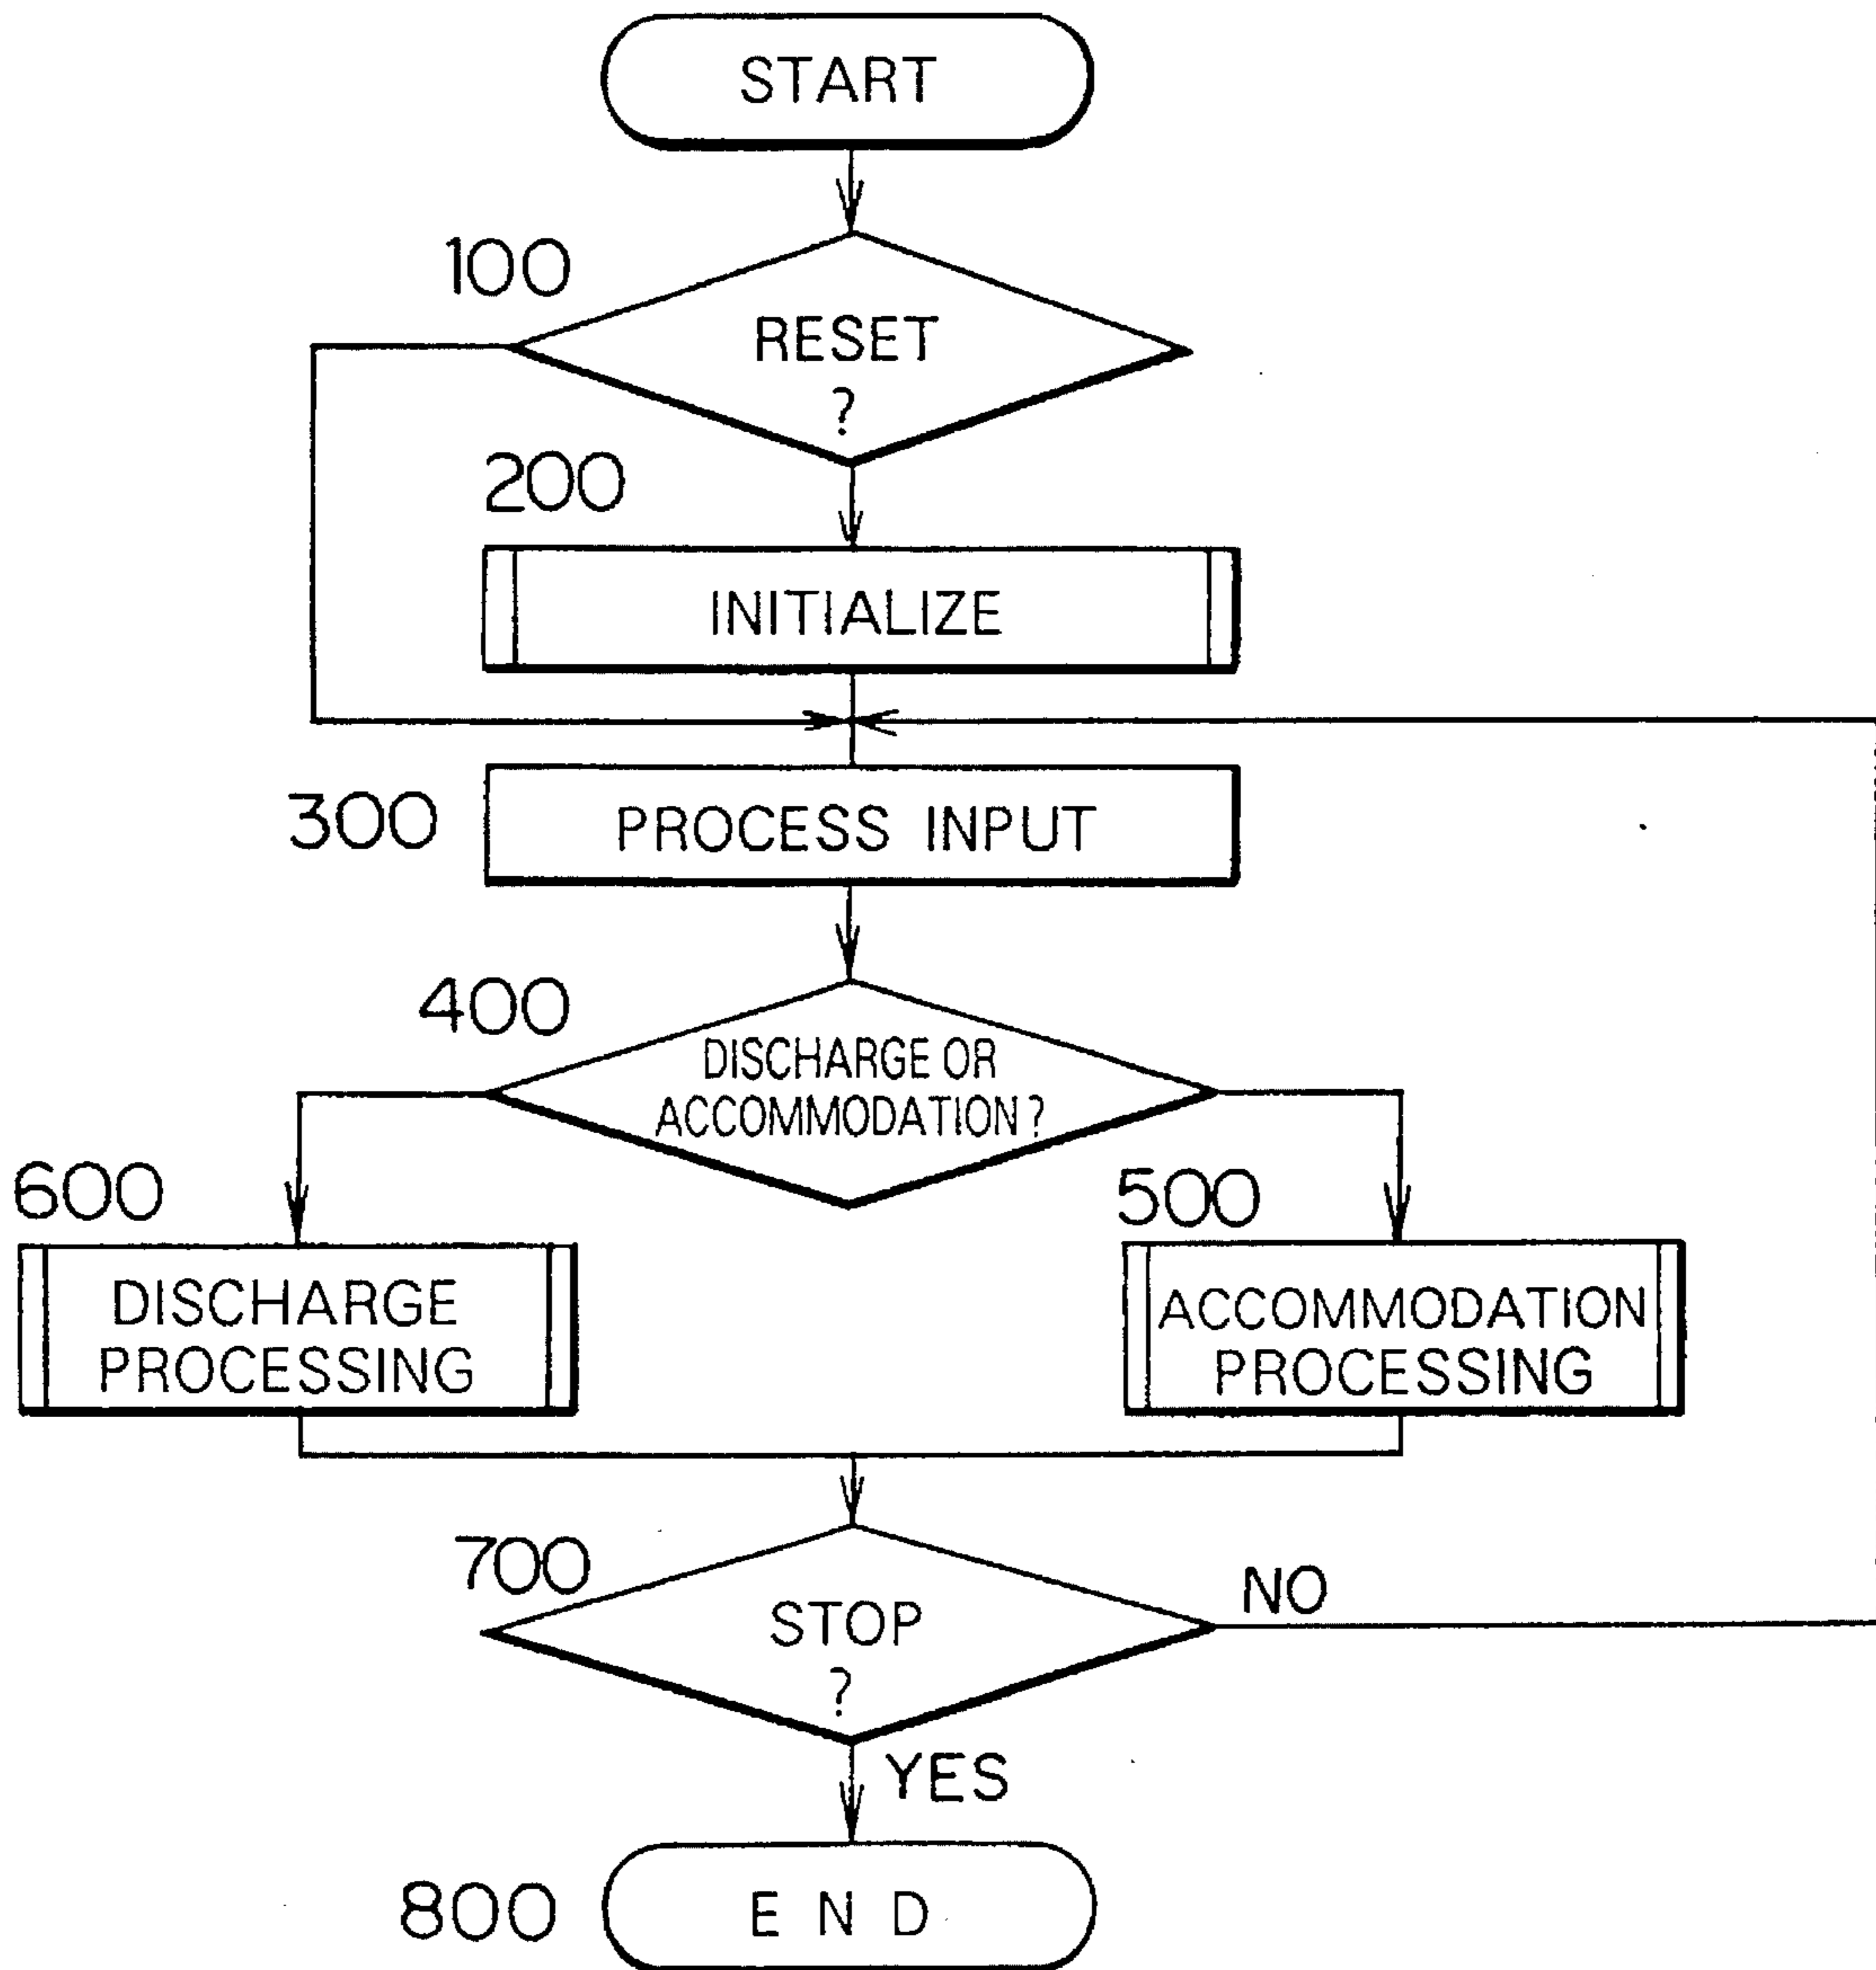 START
100
RESET
?
200
INITIALIZE
300
PROCESS INPUT
400
DISCHARGE OR
ACCOMMODATION?
600
500
DISCHARGE
PROCESSING
ACCOMMODATION
PROCESSING
700
STOP
?
NO
YES
800
E N D